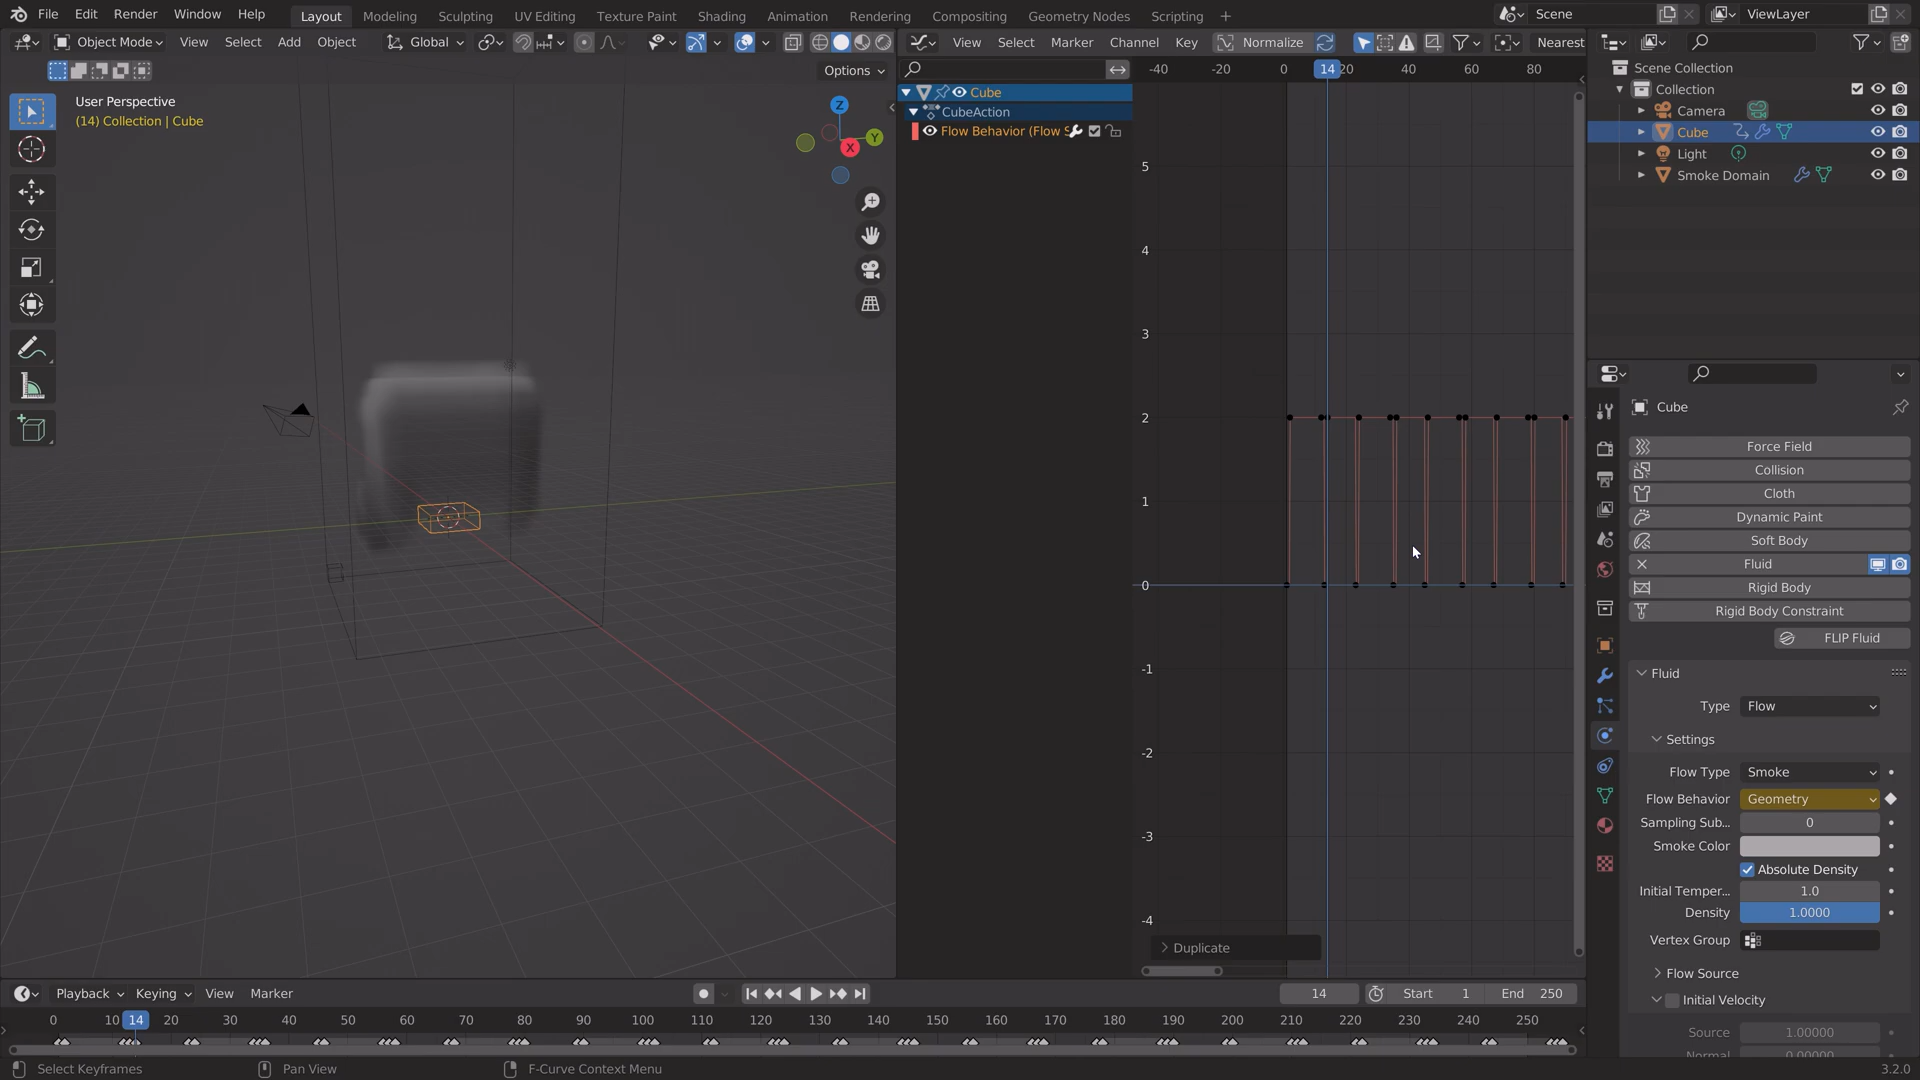 File Edit Render Window Help Layout Modeling Sculpting UV Editing Texture Paint Shading Animation Rendering Compositing Geometry Nodes Scripting + Scene ViewLayer
Object Mode View Select Add Object Global
View Select Marker Channel Key Normalize Nearest
Options
-40 -20 0 14 20 40 60 80
Scene Collection
Collection
Camera
Cube
Light
Smoke Domain
User Perspective
(14) Collection | Cube
Z
Y
X
Cube
CubeAction
Flow Behavior (Flow
5
4
3
2
1
0
-1
-2
-3
-4
Duplicate
Cube
Force Field
Collision
Cloth
Dynamic Paint
Soft Body
Fluid
Rigid Body
Rigid Body Constraint
FLIP Fluid
Fluid
Type Flow
Settings
Flow Type Smoke
Flow Behavior Geometry
Sampling Sub... 0
Smoke Color
Absolute Density
Initial Temper... 1.0
Density 1.0000
Vertex Group
Flow Source
Initial Velocity
Source 1.00000
Normal 0.00000
Playback Keying View Marker 14 Start 1 End 250
0 10 14 20 30 40 50 60 70 80 90 100 110 120 130 140 150 160 170 180 190 200 210 220 230 240 250
Select Keyframes Pan View F-Curve Context Menu 3.2.0